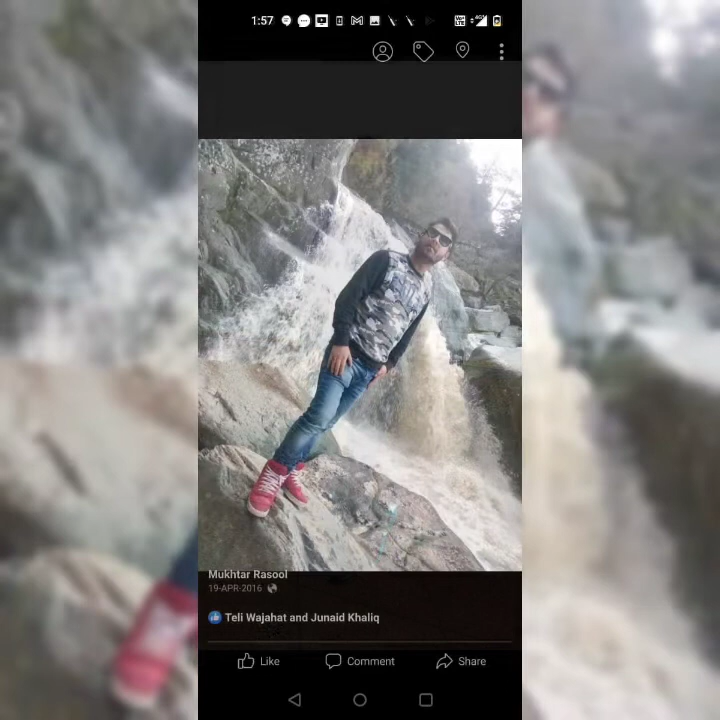 1:57
Mukhtar Rasool
19-APR-2016
Teli Wajahat and Junaid Khaliq
Like Comment Share